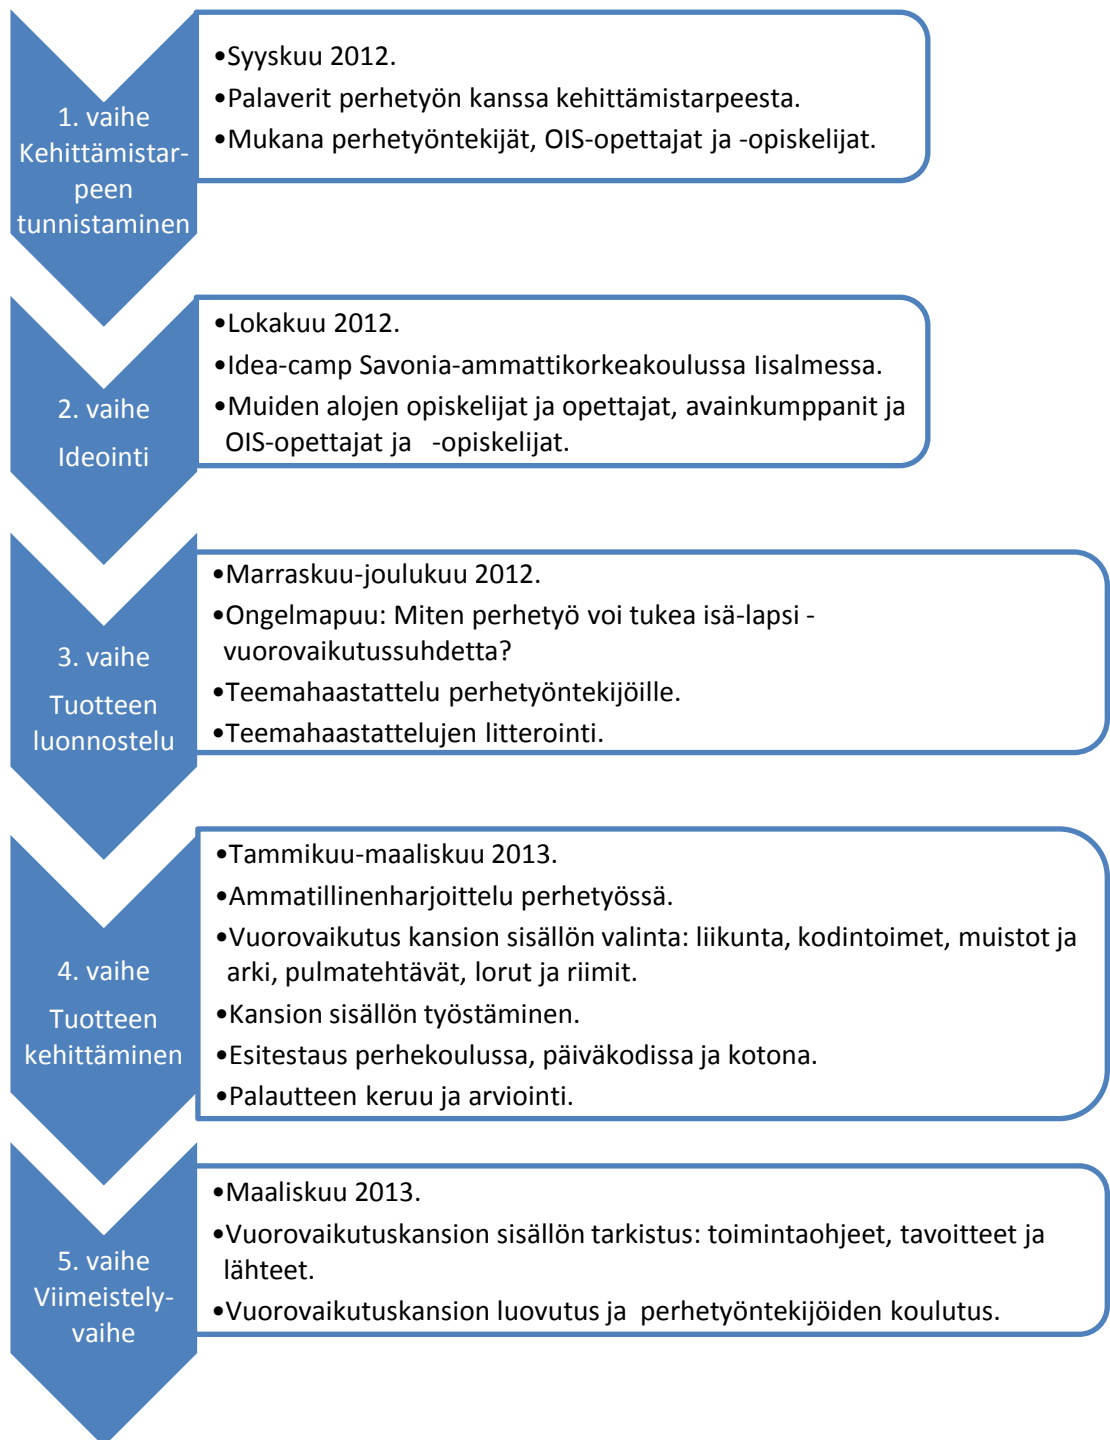 1. vaihe
Kehittämistar-
peen
tunnistaminen
•Syyskuu 2012.
•Palaverit perhetyön kanssa kehittämistarpeesta.
•Mukana perhetyöntekijät, OIS-opettajat ja -opiskelijat.
2. vaihe
Ideointi
•Lokakuu 2012.
•Idea-camp Savonia-ammattikorkeakoulussa Iisalmessa.
•Muiden alojen opiskelijat ja opettajat, avainkumppanit ja
OIS-opettajat ja -opiskelijat.
3. vaihe
Tuotteen
luonnostelu
•Marraskuu-joulukuu 2012.
•Ongelmapuu: Miten perhetyö voi tukea isä-lapsi -
vuorovaikutussuhdetta?
•Teemahaastattelu perhetyöntekijöille.
•Teemahaastattelujen litterointi.
4. vaihe
Tuotteen
kehittäminen
•Tammikuu-maaliskuu 2013.
•Ammatillinenharjoittelu perhetyössä.
•Vuorovaikutus kansion sisällön valinta: liikunta, kodintoimet, muistot ja
arki, pulmatehtävät, lorut ja riimit.
•Kansion sisällön työstäminen.
•Esitestaus perhekoulussa, päiväkodissa ja kotona.
•Palautteen keruu ja arviointi.
5. vaihe
Viimeistely-
vaihe
•Maaliskuu 2013.
•Vuorovaikutuskansion sisällön tarkistus: toimintaohjeet, tavoitteet ja
lähteet.
•Vuorovaikutuskansion luovutus ja perhetyöntekijöiden koulutus.